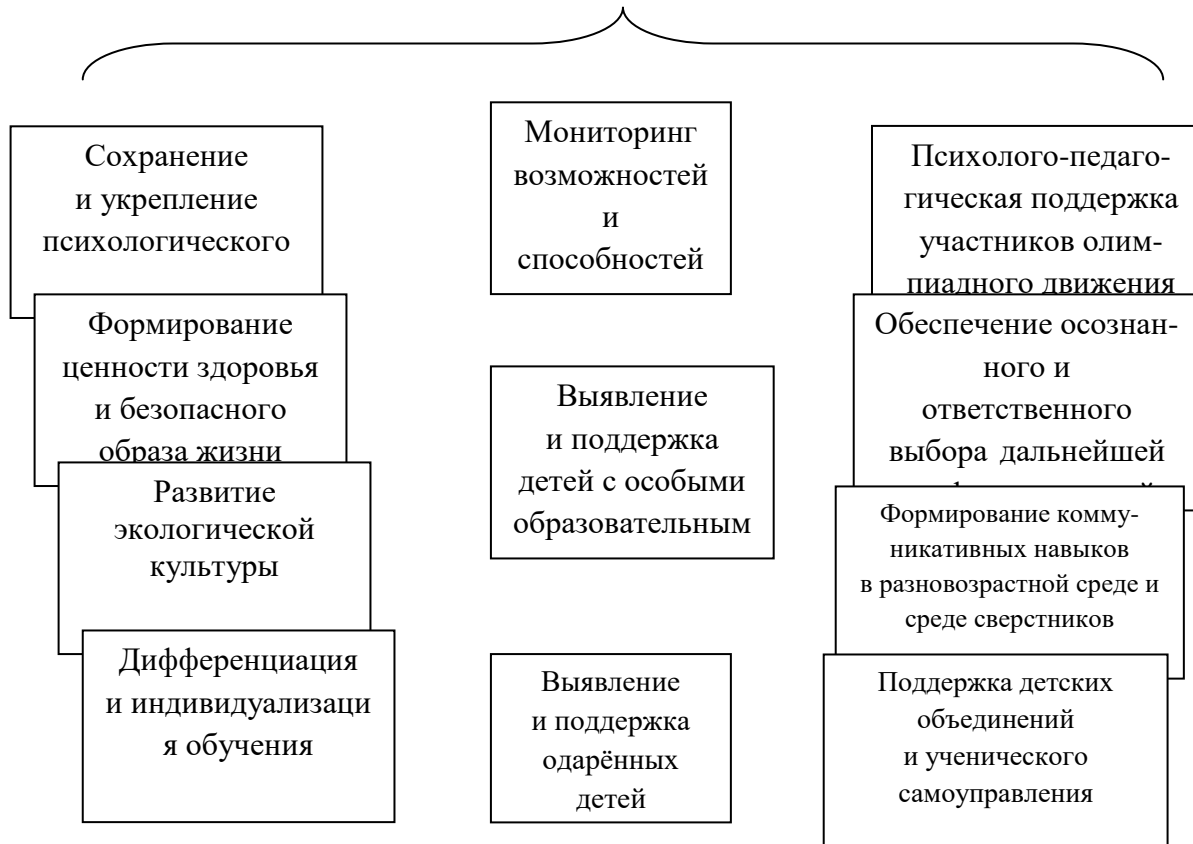 Сохранение
и укрепление
психологического
Формирование
ценности здоровья
и безопасного
образа жизни
Развитие
экологической
культуры
Дифференциация
и индивидуализаци
я обучения
Мониторинг
возможностей
и
способностей
Выявление
и поддержка
детей с особыми
образовательным
Выявление
и поддержка
одарённых
детей
Психолого-педаго-
гическая поддержка
участников олим-
пиадного движения
Обеспечение осознан-
ного и
ответственного
выбора дальнейшей
Формирование комму-
никативных навыков
в разновозрастной среде и
среде сверстников
Поддержка детских
объединений
и ученического
самоуправления